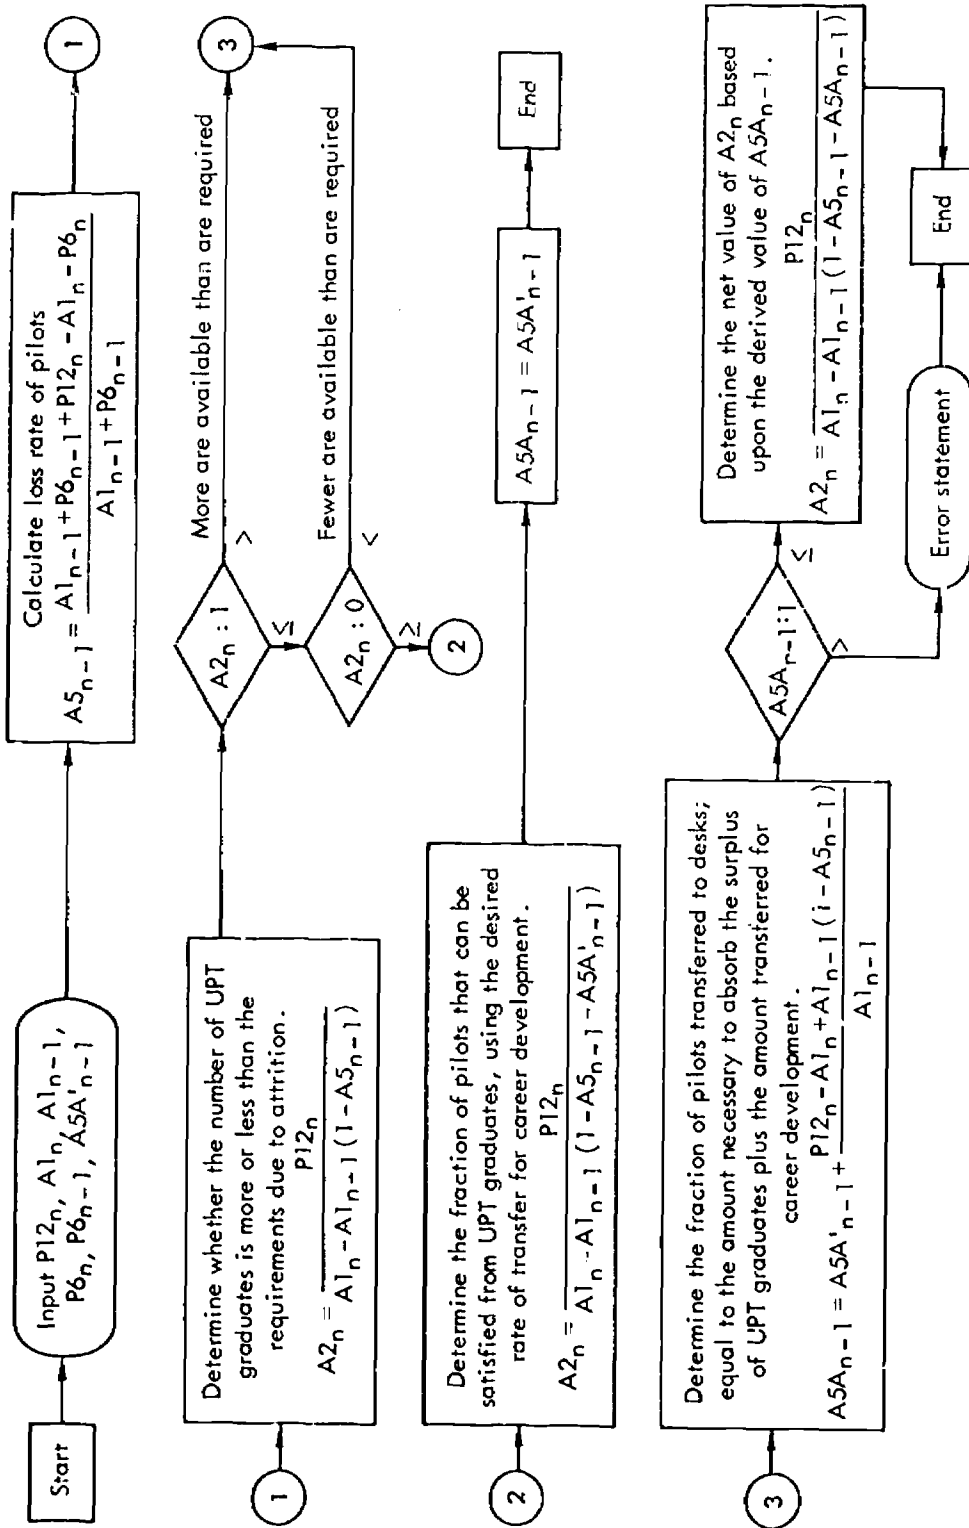 Start
Input P12n, A1n, A1n-1,
P6n, P6n-1, A5A'n-1
Calculate loss rate of pilots
A5n-1 = A1n-1 + P6n-1 + P12n - A1n - P6n
A1n-1 + P6n-1
1
1
Determine whether the number of UPT
graduates is more or less than the
requirements due to attrition.
P12n
A2n =
A1n - A1n-1 (1 - A5n-1)
A2n : 1
>
More are available than are required
≤
A2n : 0
<
Fewer are available than are required
≥
2
3
2
Determine the fraction of pilots that can be
satisfied from UPT graduates, using the desired
rate of transfer for career development.
P12n
A2n =
A1n - A1n-1 (1 - A5n-1 - A5A'n-1)
A5An-1 = A5A'n-1
End
3
Determine the fraction of pilots transferred to desks;
equal to the amount necessary to absorb the surplus
of UPT graduates plus the amount transferred for
career development.
P12n - A1n + A1n-1 (i - A5n-1)
A5An-1 = A5A'n-1 +
A1n-1
A5An-1:1
≤
>
Determine the net value of A2n based
upon the derived value of A5An-1.
P12n
A2n =
A1n - A1n-1 (1 - A5n-1 - A5An-1)
Error statement
End